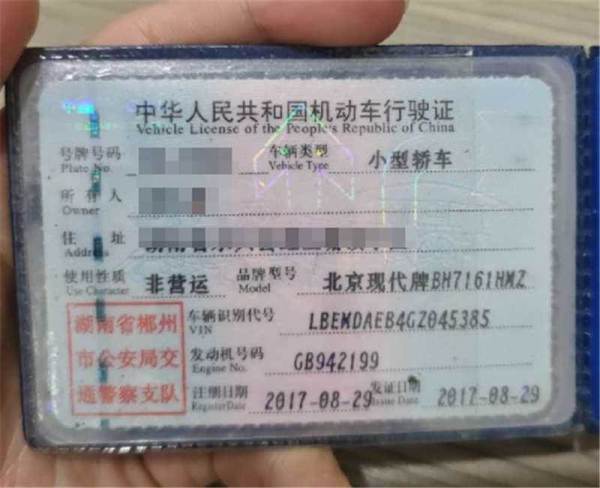 中华人民共和国机动车行驶证
Vehicle License of the People's Republic of China
号牌号码 车辆类型 小型轿车
Plate No. Vehicle Type
所有人
Owner
住址
Address
使用性质 非营运 品牌型号 北京现代牌BH7161HMZ
Use Character Model
湖南省郴州 车辆识别代号 LBEMDAEB4GZ045385
VIN
市公安局交 发动机号码 GB942199
Engine No.
通警察支队 注册日期 2017-08-29 发证日期 2017-08-29
Register Date Issue Date